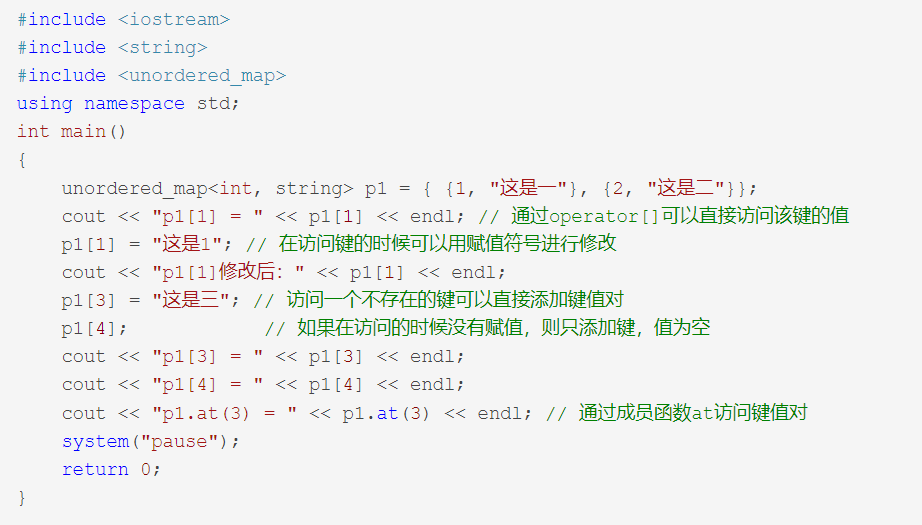 #include <iostream>
#include <string>
#include <unordered_map>
using namespace std;
int main()
{
    unordered_map<int, string> p1 = { {1, "这是一"}, {2, "这是二"}};
    cout << "p1[1] = " << p1[1] << endl; // 通过operator[]可以直接访问该键的值
    p1[1] = "这是1"; // 在访问键的时候可以用赋值符号进行修改
    cout << "p1[1]修改后：" << p1[1] << endl;
    p1[3] = "这是三"; // 访问一个不存在的键可以直接添加键值对
    p1[4];            // 如果在访问的时候没有赋值，则只添加键，值为空
    cout << "p1[3] = " << p1[3] << endl;
    cout << "p1[4] = " << p1[4] << endl;
    cout << "p1.at(3) = " << p1.at(3) << endl; // 通过成员函数at访问键值对
    system("pause");
    return 0;
}